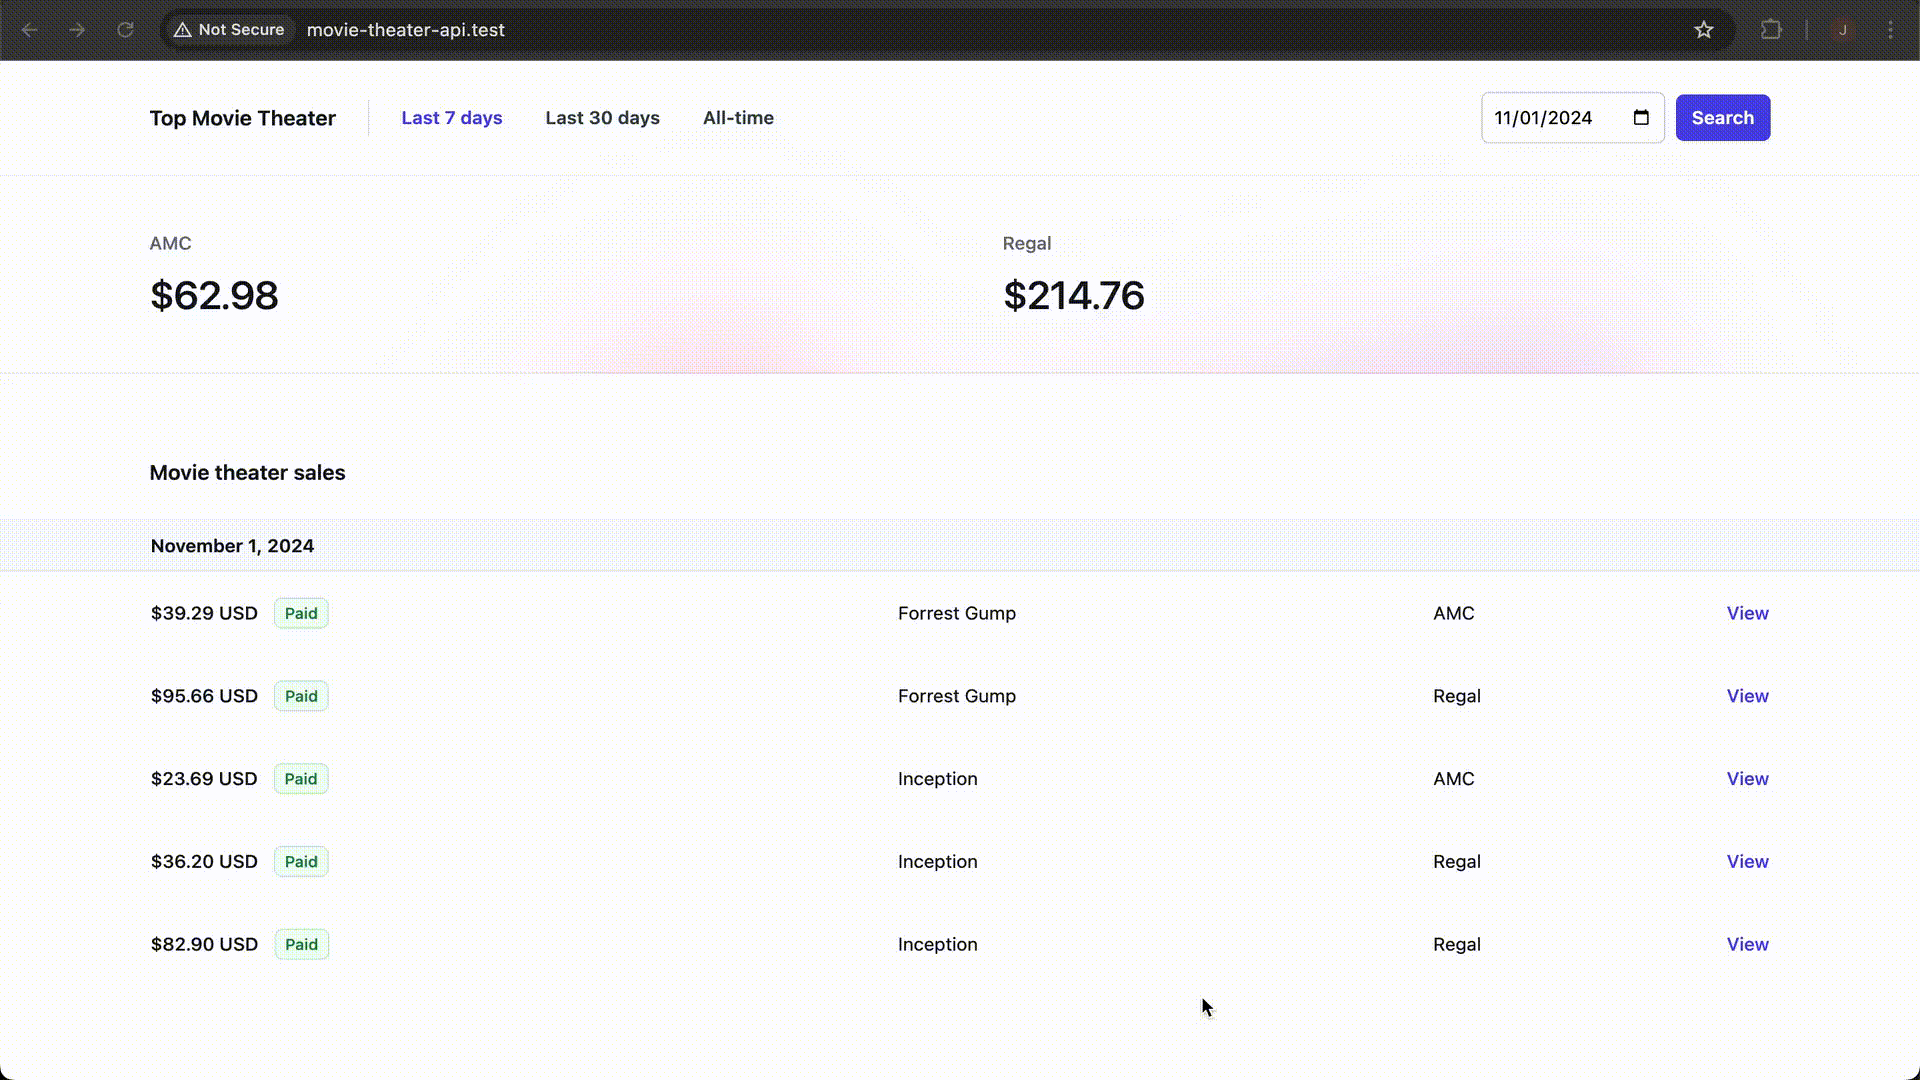 Not Secure movie-theater-api.test J
Top Movie Theater Last 7 days Last 30 days All-time 11/01/2024 Search
AMC Regal
$62.98 $214.76
Movie theater sales
November 1, 2024
$39.29 USD Paid Forrest Gump AMC View
$95.66 USD Paid Forrest Gump Regal View
$23.69 USD Paid Inception AMC View
$36.20 USD Paid Inception Regal View
$82.90 USD Paid Inception Regal View